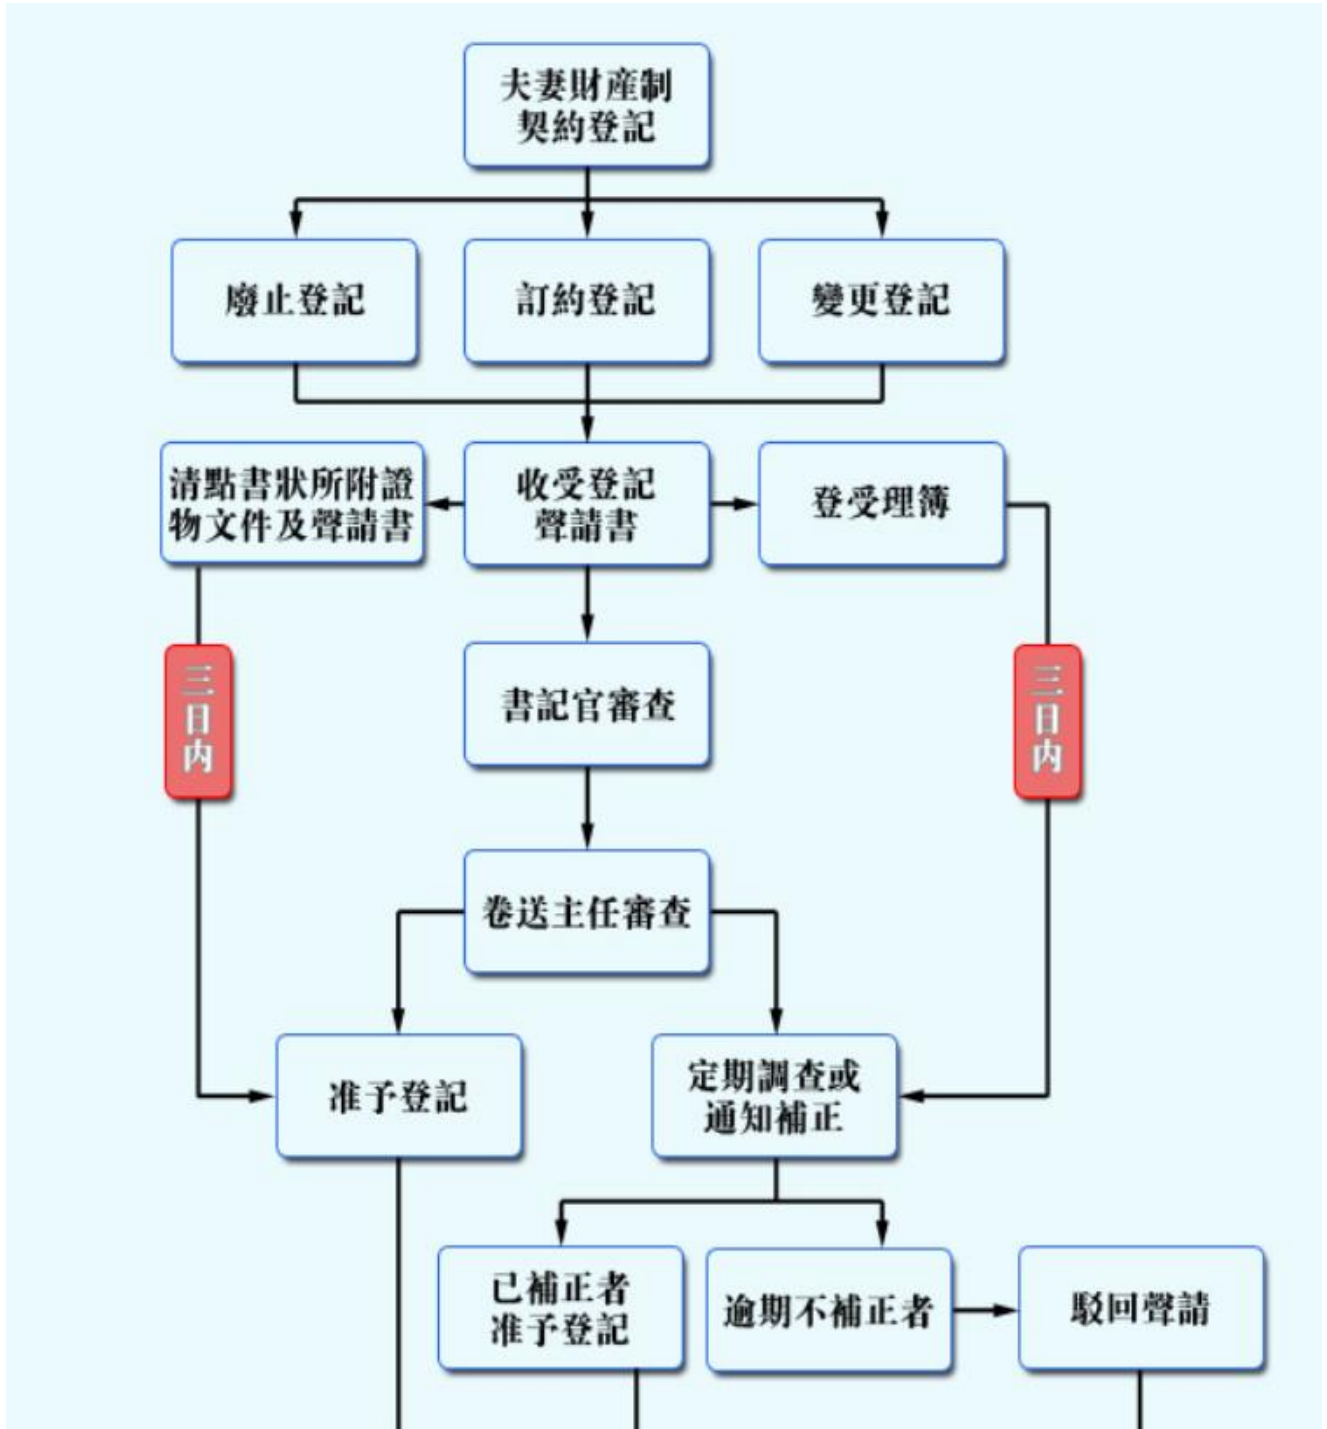 夫妻財産制
契約登記
廢止登記
訂約登記
變更登記
清點書狀所附證
物文件及聲請書
收受登記
聲請書
登受理簿
三日内
書記官審查
三日内
卷送主任審查
准予登記
定期調查或
通知補正
已補正者
准予登記
逾期不補正者
駁回聲請